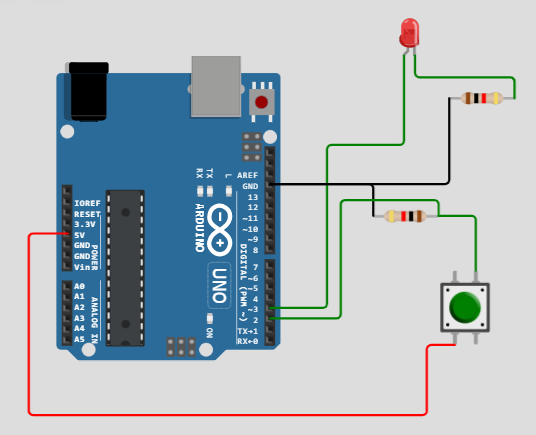 AREF
GND
13
12
~11
~10
~9
8
7
~6
~5
4
~3
2
TX→1
RX←0
DIGITAL (PWM ~)
RX
TX
L
ARDUINO
UNO
ON
IOREF
RESET
3.3V
5V
GND
GND
Vin
POWER
A0
A1
A2
A3
A4
A5
ANALOG IN